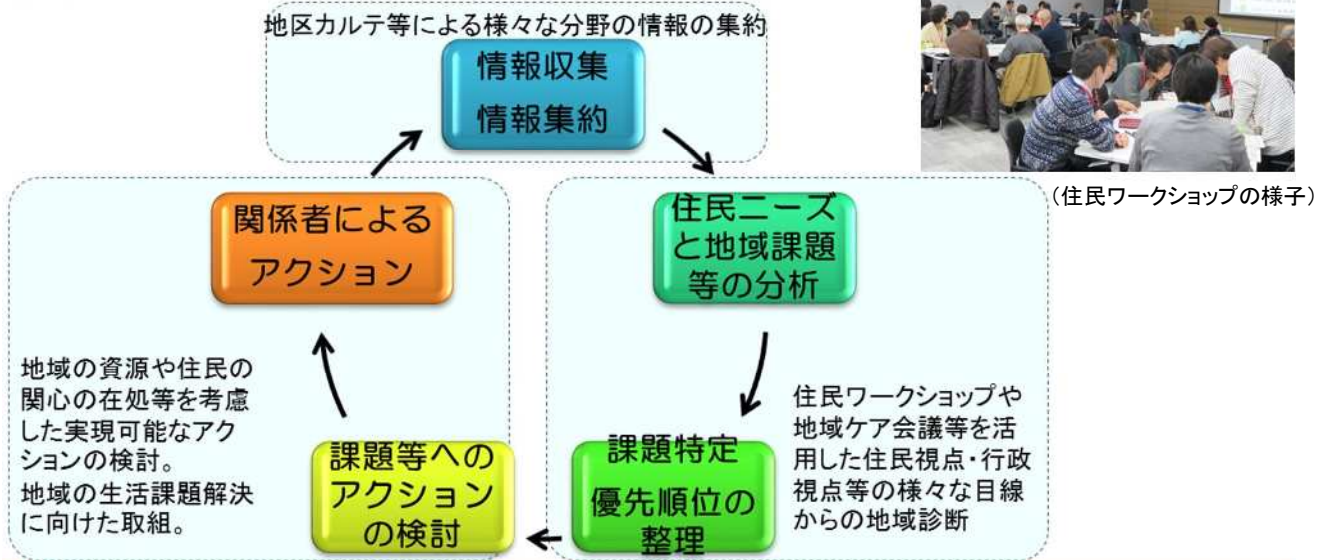 地区カルテ等による様々な分野の情報の集約
情報収集
情報集約
(住民ワークショップの様子)
住民ニーズ
と地域課題
等の分析
住民ワークショップや
地域ケア会議等を活
用した住民視点・行政
視点等の様々な目線
からの地域診断
課題特定
優先順位の
整理
課題等への
アクション
の検討
関係者による
アクション
地域の資源や住民の
関心の在処等を考慮
した実現可能なアク
ションの検討。
地域の生活課題解決
に向けた取組。